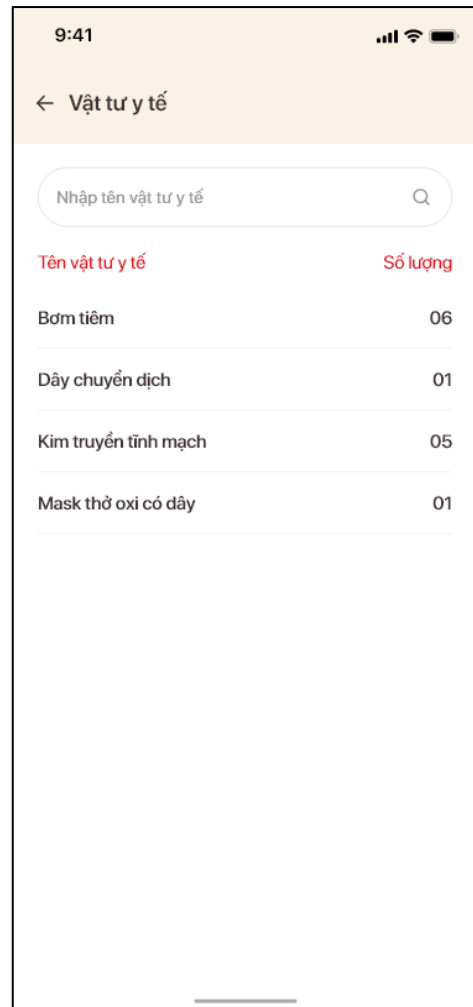 9:41
Vật tư y tế
Nhập tên vật tư y tế
Tên vật tư y tế Số lượng
Bơm tiêm 06
Dây chuyển dịch 01
Kim truyền tĩnh mạch 05
Mask thở oxi có dây 01